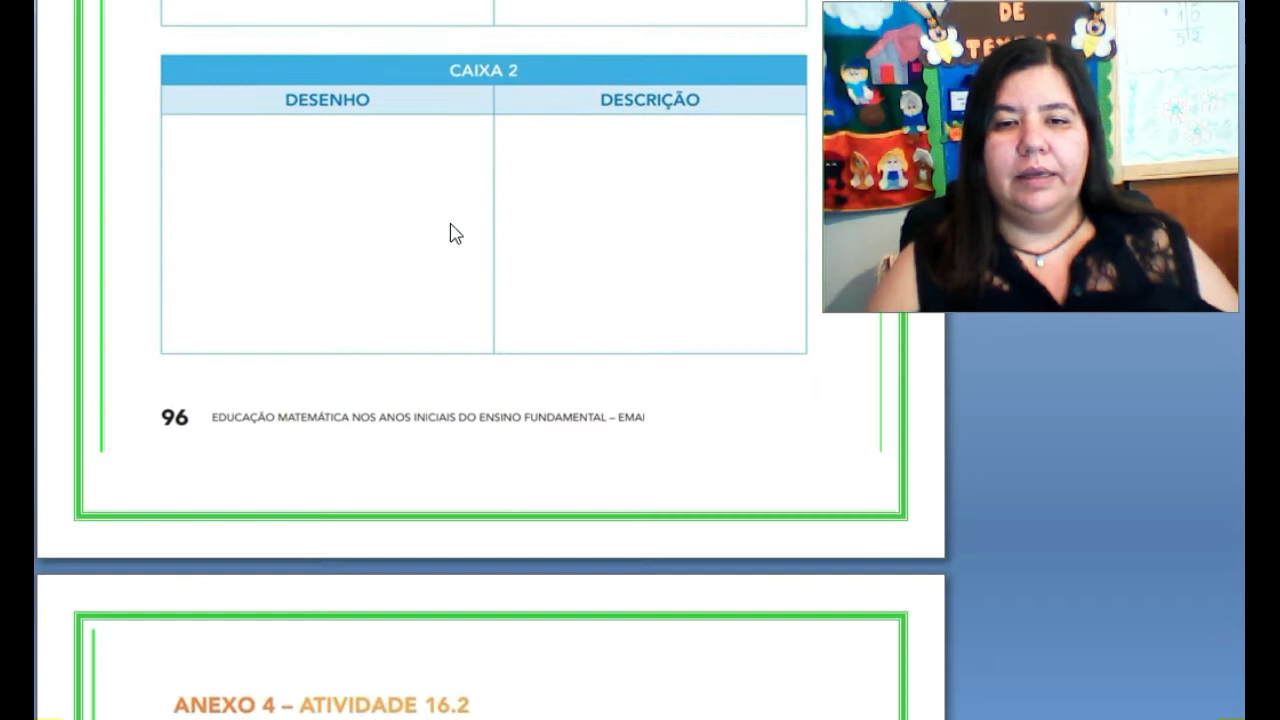 CAIXA 2
DESENHO
DESCRIÇÃO
96 EDUCAÇÃO MATEMÁTICA NOS ANOS INICIAIS DO ENSINO FUNDAMENTAL – EMAI
ANEXO 4 – ATIVIDADE 16.2
DE